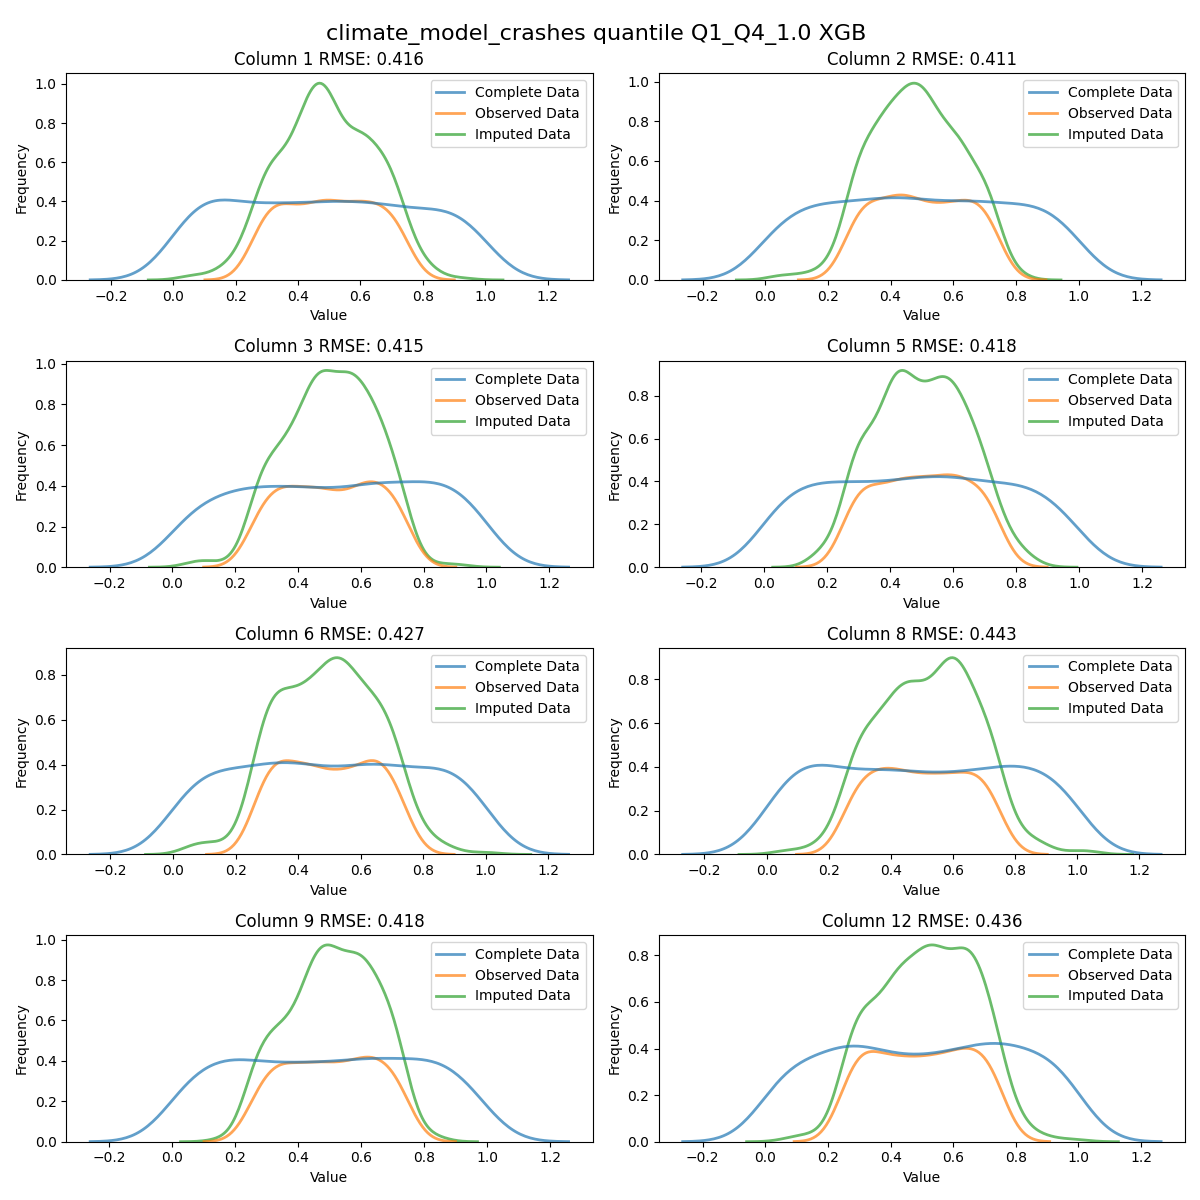 climate_model_crashes quantile Q1_Q4_1.0 XGB
Column 1 RMSE: 0.416
Frequency
1.0
0.8
0.6
0.4
0.2
0.0
−0.2 0.0 0.2 0.4 0.6 0.8 1.0 1.2
Value
Complete Data
Observed Data
Imputed Data
Column 2 RMSE: 0.411
Frequency
1.0
0.8
0.6
0.4
0.2
0.0
−0.2 0.0 0.2 0.4 0.6 0.8 1.0 1.2
Value
Complete Data
Observed Data
Imputed Data
Column 3 RMSE: 0.415
Frequency
1.0
0.8
0.6
0.4
0.2
0.0
−0.2 0.0 0.2 0.4 0.6 0.8 1.0 1.2
Value
Complete Data
Observed Data
Imputed Data
Column 5 RMSE: 0.418
Frequency
0.8
0.6
0.4
0.2
0.0
−0.2 0.0 0.2 0.4 0.6 0.8 1.0 1.2
Value
Complete Data
Observed Data
Imputed Data
Column 6 RMSE: 0.427
Frequency
0.8
0.6
0.4
0.2
0.0
−0.2 0.0 0.2 0.4 0.6 0.8 1.0 1.2
Value
Complete Data
Observed Data
Imputed Data
Column 8 RMSE: 0.443
Frequency
0.8
0.6
0.4
0.2
0.0
−0.2 0.0 0.2 0.4 0.6 0.8 1.0 1.2
Value
Complete Data
Observed Data
Imputed Data
Column 9 RMSE: 0.418
Frequency
1.0
0.8
0.6
0.4
0.2
0.0
−0.2 0.0 0.2 0.4 0.6 0.8 1.0 1.2
Value
Complete Data
Observed Data
Imputed Data
Column 12 RMSE: 0.436
Frequency
0.8
0.6
0.4
0.2
0.0
−0.2 0.0 0.2 0.4 0.6 0.8 1.0 1.2
Value
Complete Data
Observed Data
Imputed Data